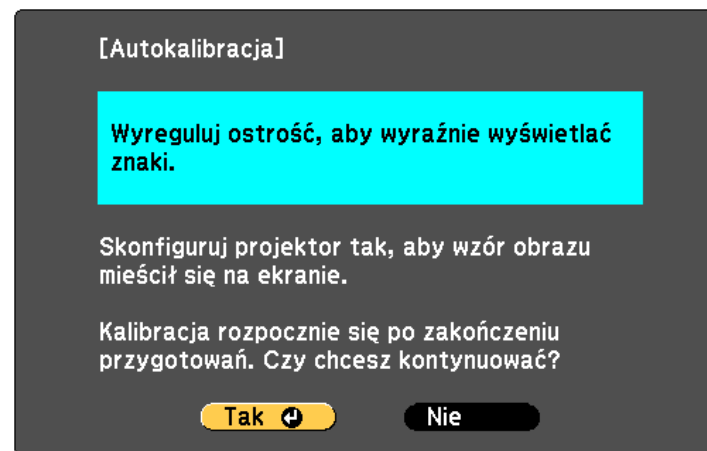 [Autokalibracja]
Wyreguluj ostrość, aby wyraźnie wyświetlać
znaki.
Skonfiguruj projektor tak, aby wzór obrazu
mieścił się na ekranie.
Kalibracja rozpocznie się po zakończeniu
przygotowań. Czy chcesz kontynuować?
Tak Nie